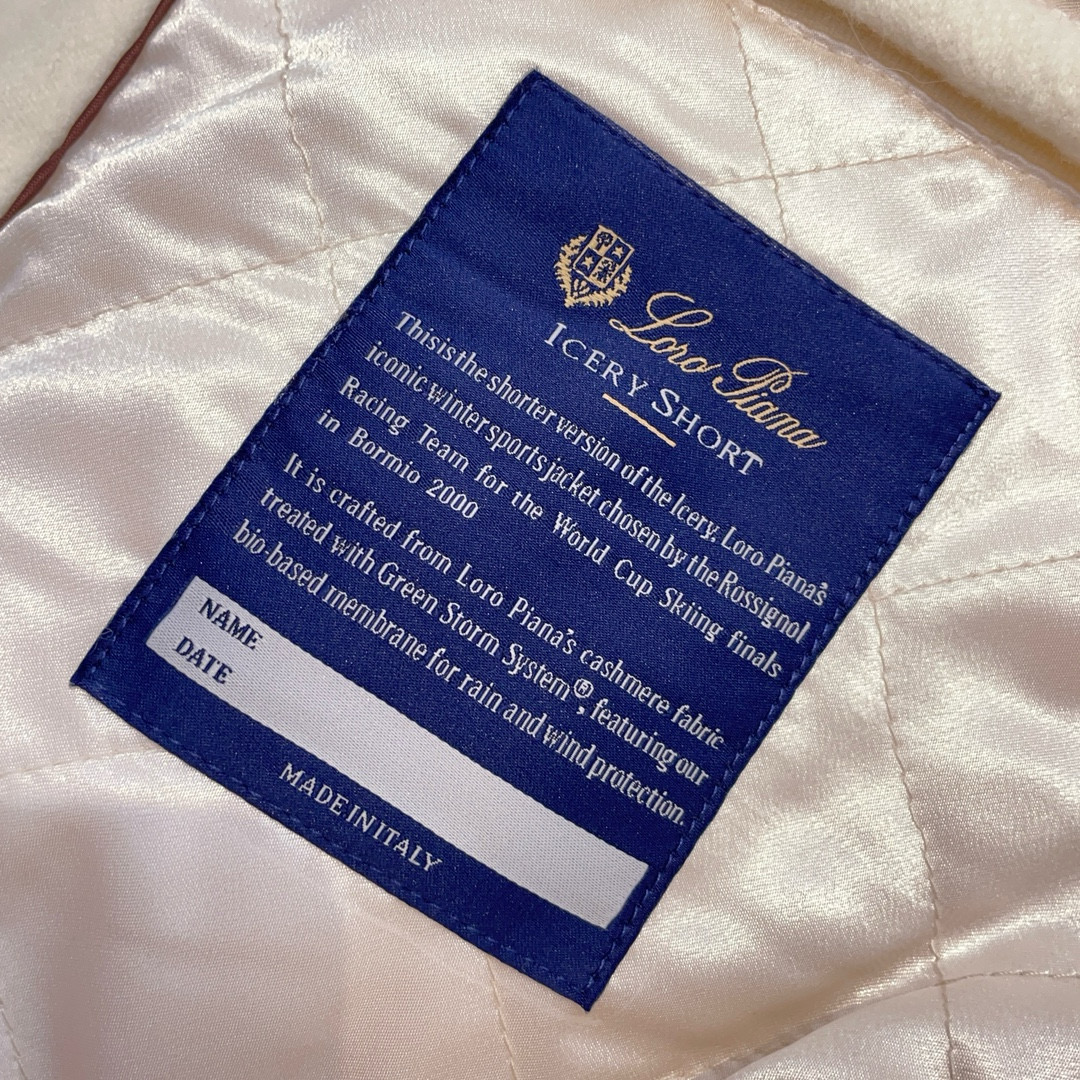 Loro Piana
ICERY SHORT
This is the shorter version of the Icery, Loro Piana's
iconic winter sports jacket chosen by the Rossignol
Racing Team for the World Cup Skiing finals
in Bormio 2000
It is crafted from Loro Piana's cashmere fabric
treated with Green Storm System®, featuring our
bio-based membrane for rain and wind protection.
NAME
DATE
MADE IN ITALY